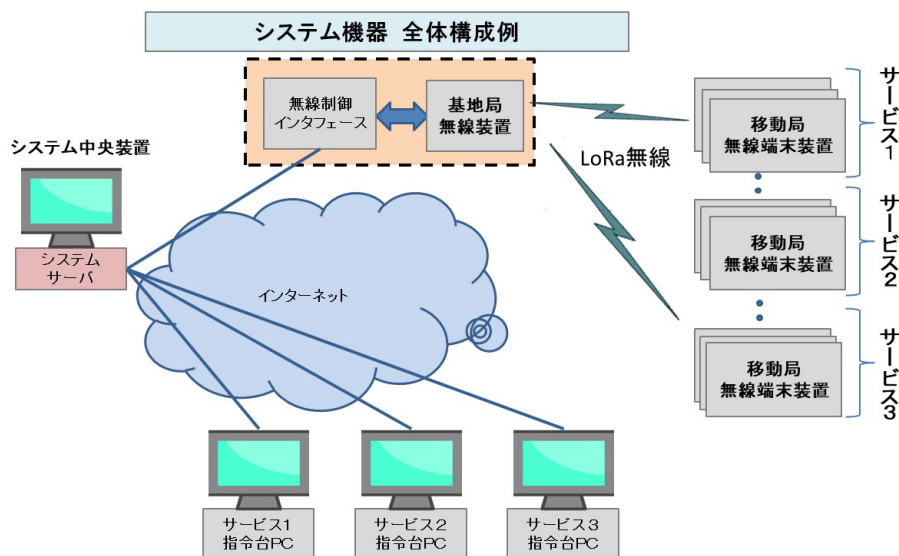 システム機器 全体構成例
無線制御
インタフェース
基地局
無線装置
LoRa無線
移動局
無線端末装置
サービス1
移動局
無線端末装置
サービス2
移動局
無線端末装置
サービス3
システム中央装置
システム
サーバ
インターネット
サービス1
指令台PC
サービス2
指令台PC
サービス3
指令台PC